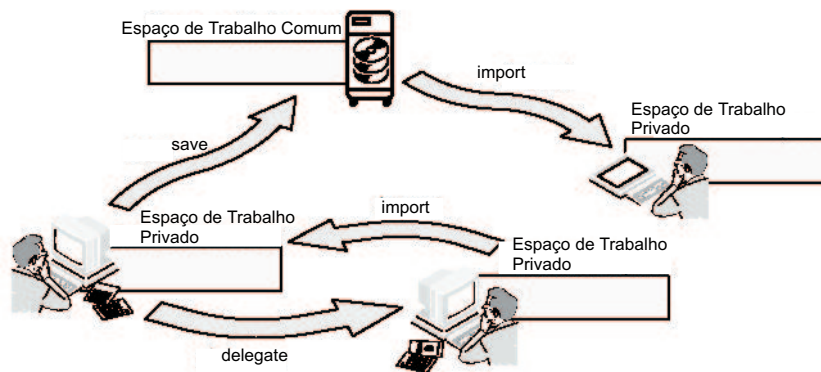 Espaço de Trabalho Comum
import
Espaço de Trabalho
Privado
save
Espaço de Trabalho
Privado
import
Espaço de Trabalho
Privado
delegate